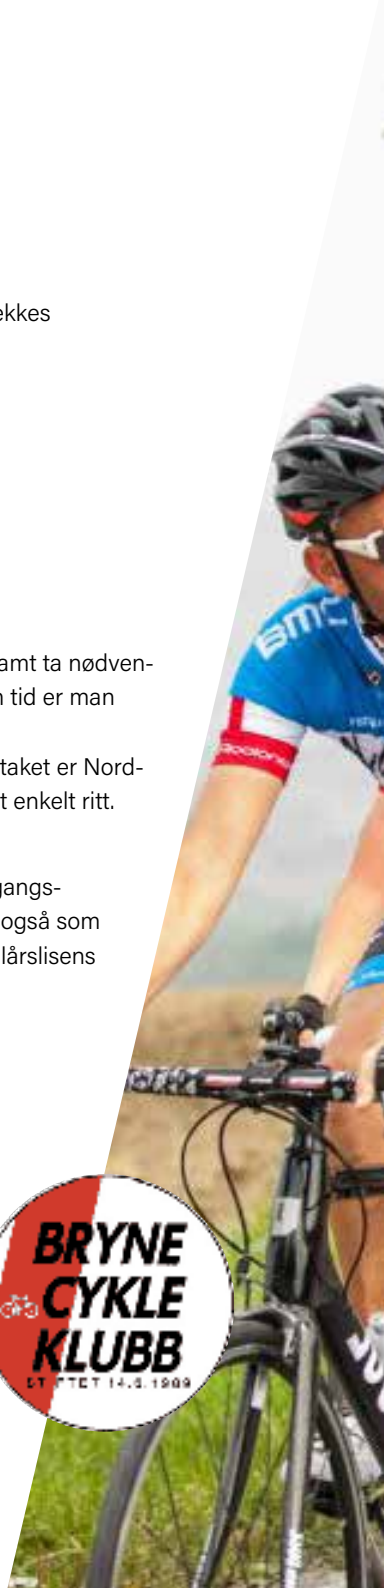 ekkes
amt ta nødven-
n tid er man
taket er Nord-
t enkelt ritt.
gangs-
også som
lårslisens
BMC
BRYNE
CYKLE
KLUBB